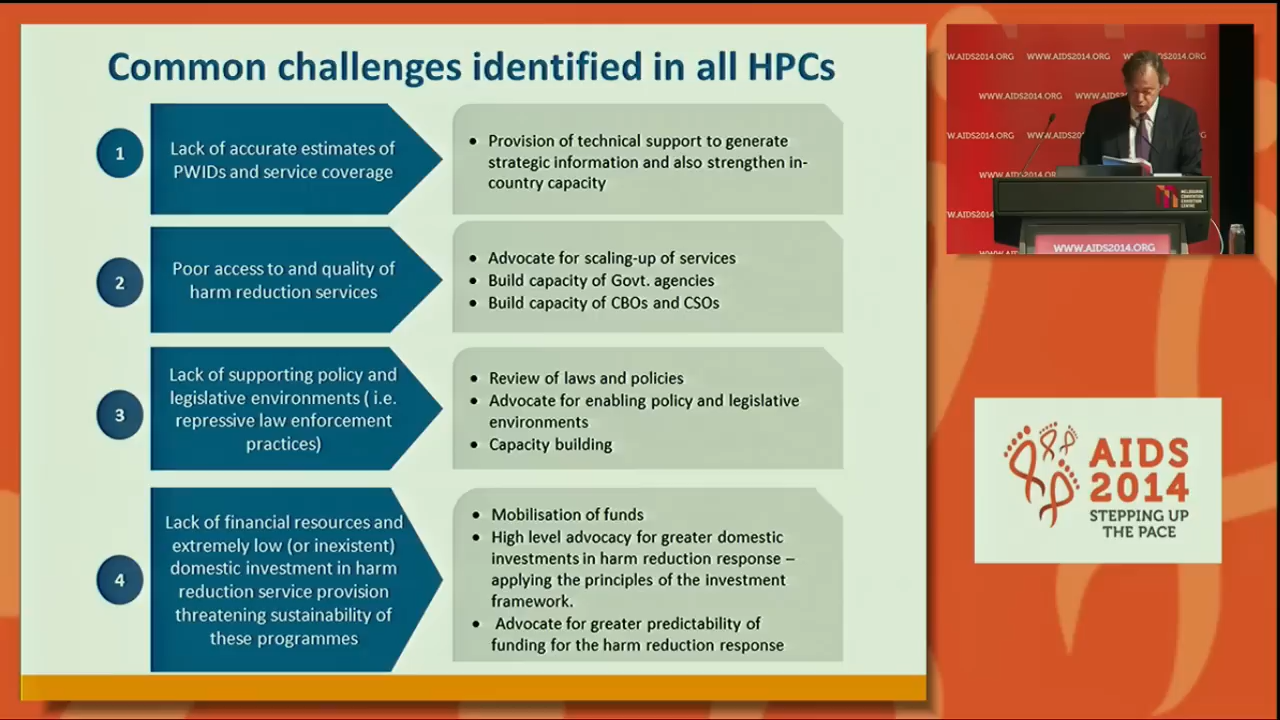 Common challenges identified in all HPCs
1
Lack of accurate estimates of
PWIDs and service coverage
• Provision of technical support to generate
strategic information and also strengthen in-
country capacity
2
Poor access to and quality of
harm reduction services
• Advocate for scaling-up of services
• Build capacity of Govt. agencies
• Build capacity of CBOs and CSOs
3
Lack of supporting policy and
legislative environments ( i.e.
repressive law enforcement
practices)
• Review of laws and policies
• Advocate for enabling policy and legislative
environments
• Capacity building
4
Lack of financial resources and
extremely low (or inexistent)
domestic investment in harm
reduction service provision
threatening sustainability of
these programmes
• Mobilisation of funds
• High level advocacy for greater domestic
investments in harm reduction response –
applying the principles of the investment
framework.
• Advocate for greater predictability of
funding for the harm reduction response
W.AIDS2014.ORG WWW.AIDS2014.ORG
WWW.AIDS2014.ORG
W.AIDS2014.ORG
W.AIDS2014.ORG
MELBOURNE
CONVENTION
EXHIBITION
CENTRE
WWW.AIDS2014.ORG
AIDS
2014
STEPPING UP
THE PACE